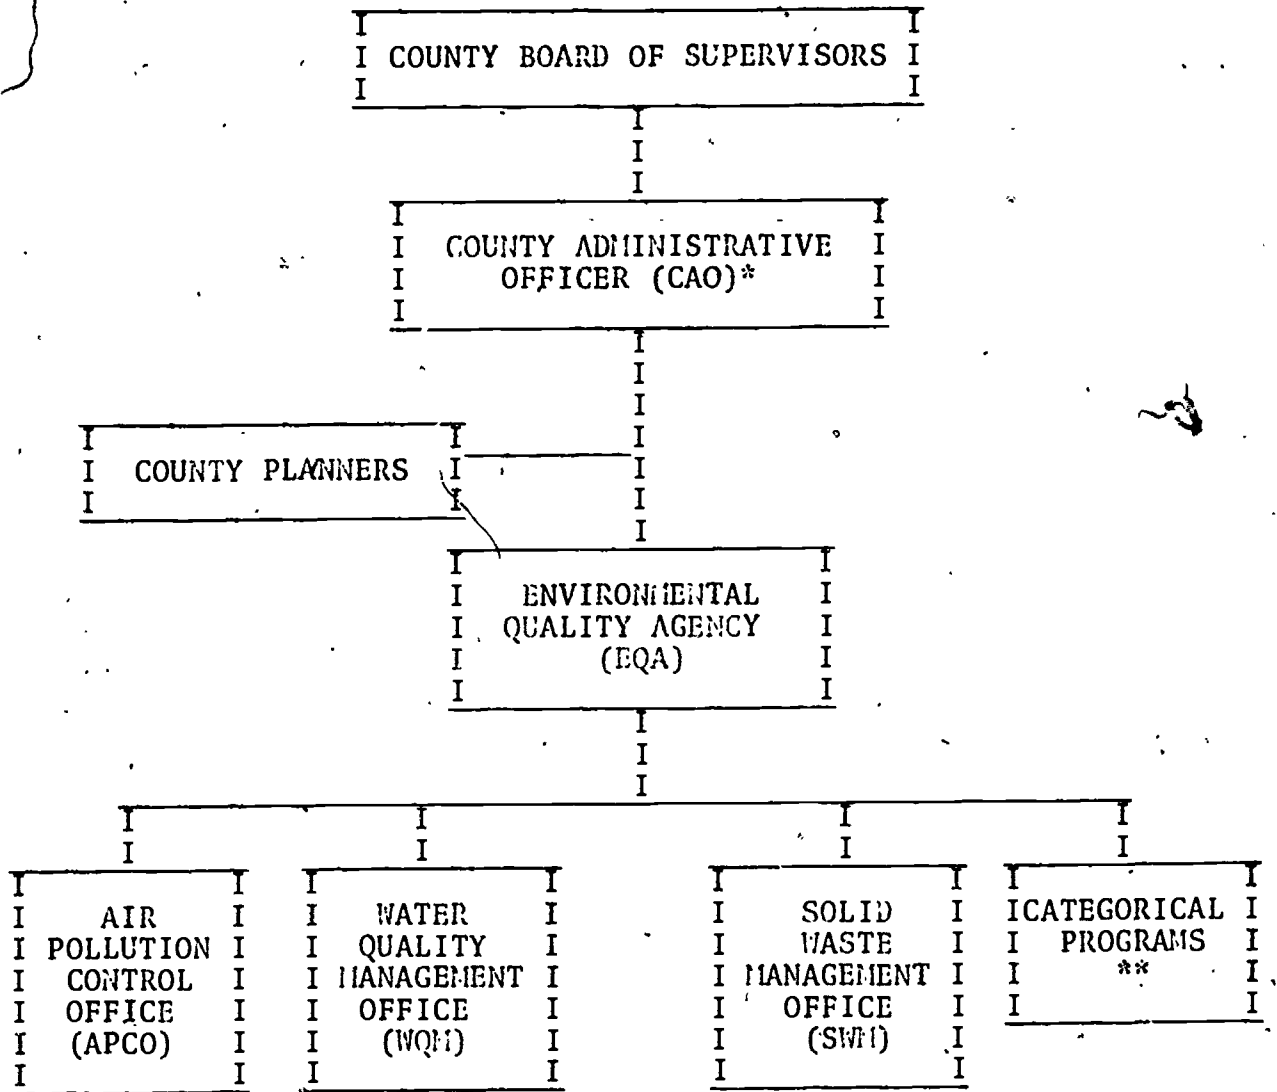 COUNTY BOARD OF SUPERVISORS
COUNTY ADMINISTRATIVE
OFFICER (CAO)*
COUNTY PLANNERS
ENVIRONMENTAL
QUALITY AGENCY
(EQA)
AIR
POLLUTION
CONTROL
OFFICE
(APCO)
WATER
QUALITY
MANAGEMENT
OFFICE
(WQM)
SOLID
WASTE
MANAGEMENT
OFFICE
(SWM)
CATEGORICAL
PROGRAMS
**